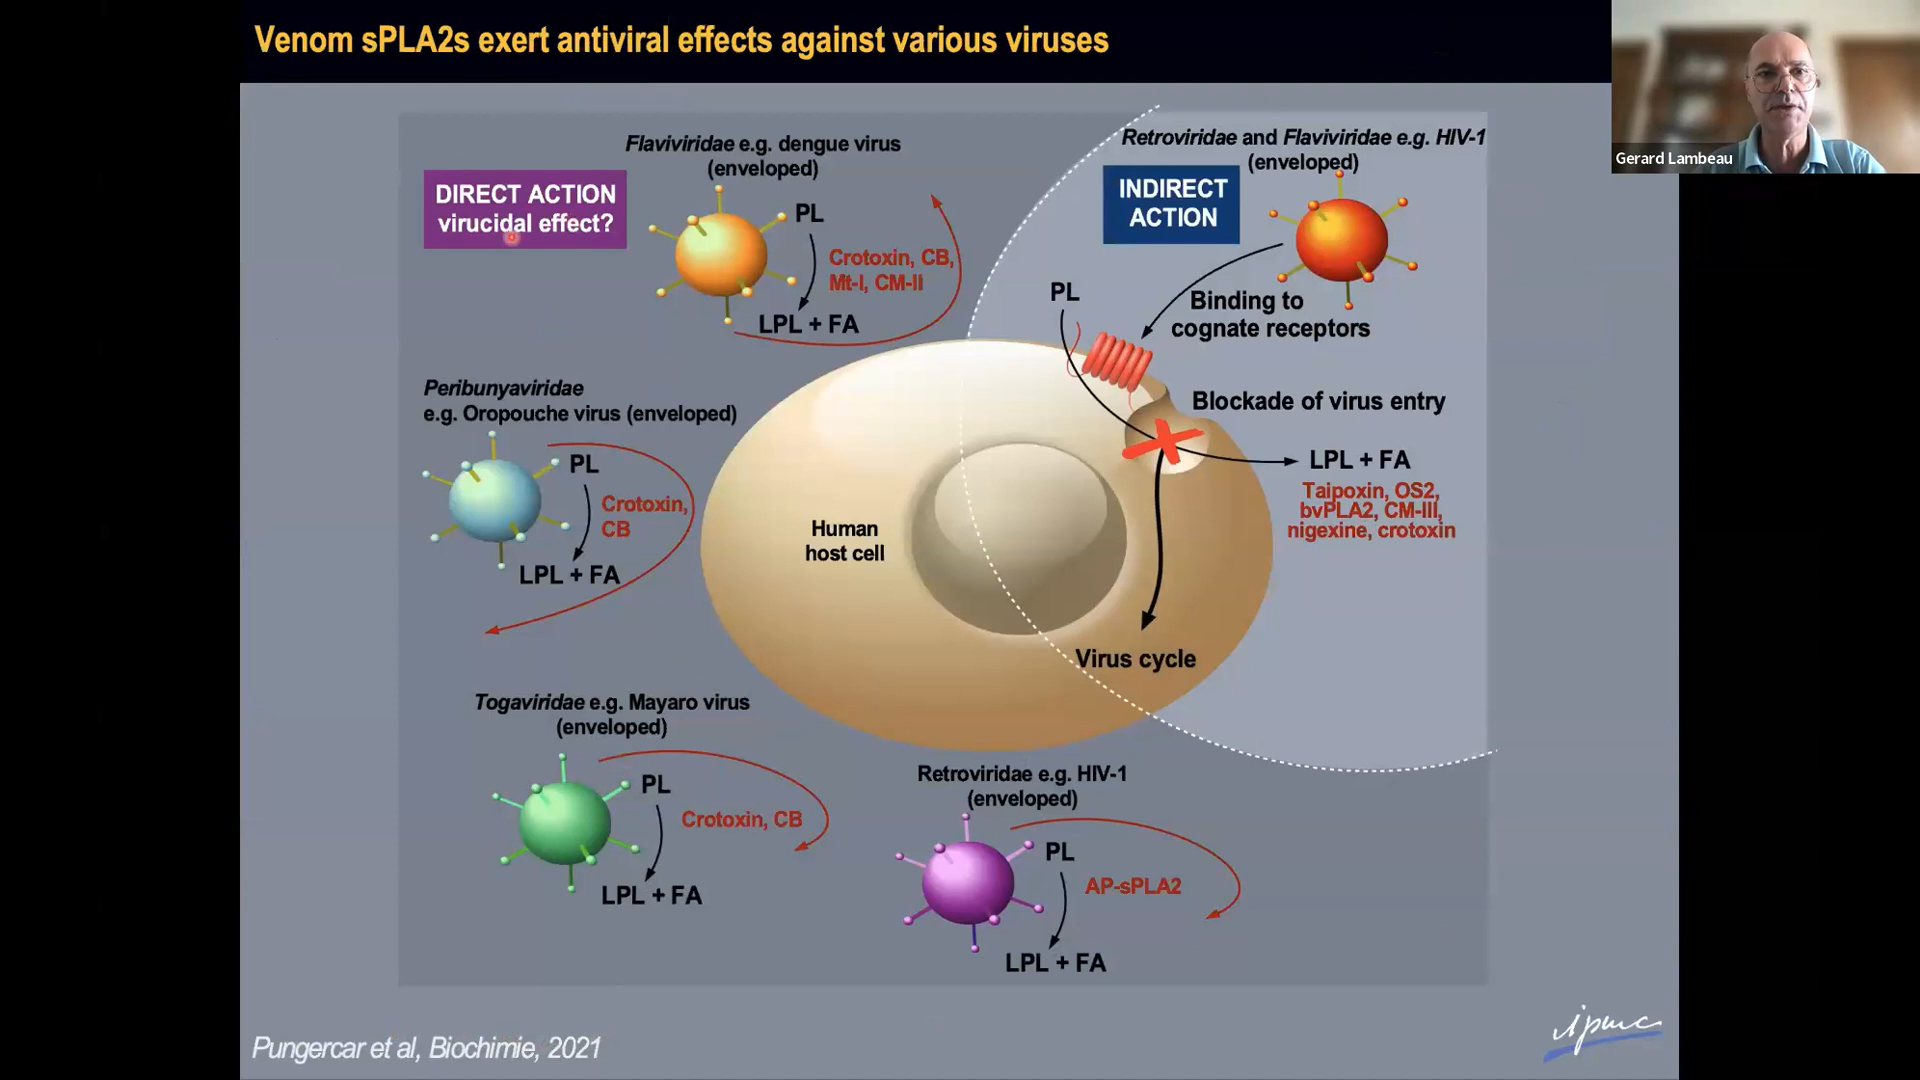 Venom sPLA2s exert antiviral effects against various viruses
Gerard Lambeau
DIRECT ACTION
virucidal effect?
Flaviviridae e.g. dengue virus
(enveloped)
PL
Crotoxin, CB,
Mt-I, CM-II
LPL + FA
Retroviridae and Flaviviridae e.g. HIV-1
(enveloped)
INDIRECT
ACTION
PL
Binding to
cognate receptors
Blockade of virus entry
LPL + FA
Taipoxin, OS2,
bvPLA2, CM-III,
nigexine, crotoxin
Peribunyaviridae
e.g. Oropouche virus (enveloped)
PL
Crotoxin,
CB
LPL + FA
Human
host cell
Virus cycle
Togaviridae e.g. Mayaro virus
(enveloped)
PL
Crotoxin, CB
LPL + FA
Retroviridae e.g. HIV-1
(enveloped)
PL
AP-sPLA2
LPL + FA
Pungercar et al, Biochimie, 2021
ipmc